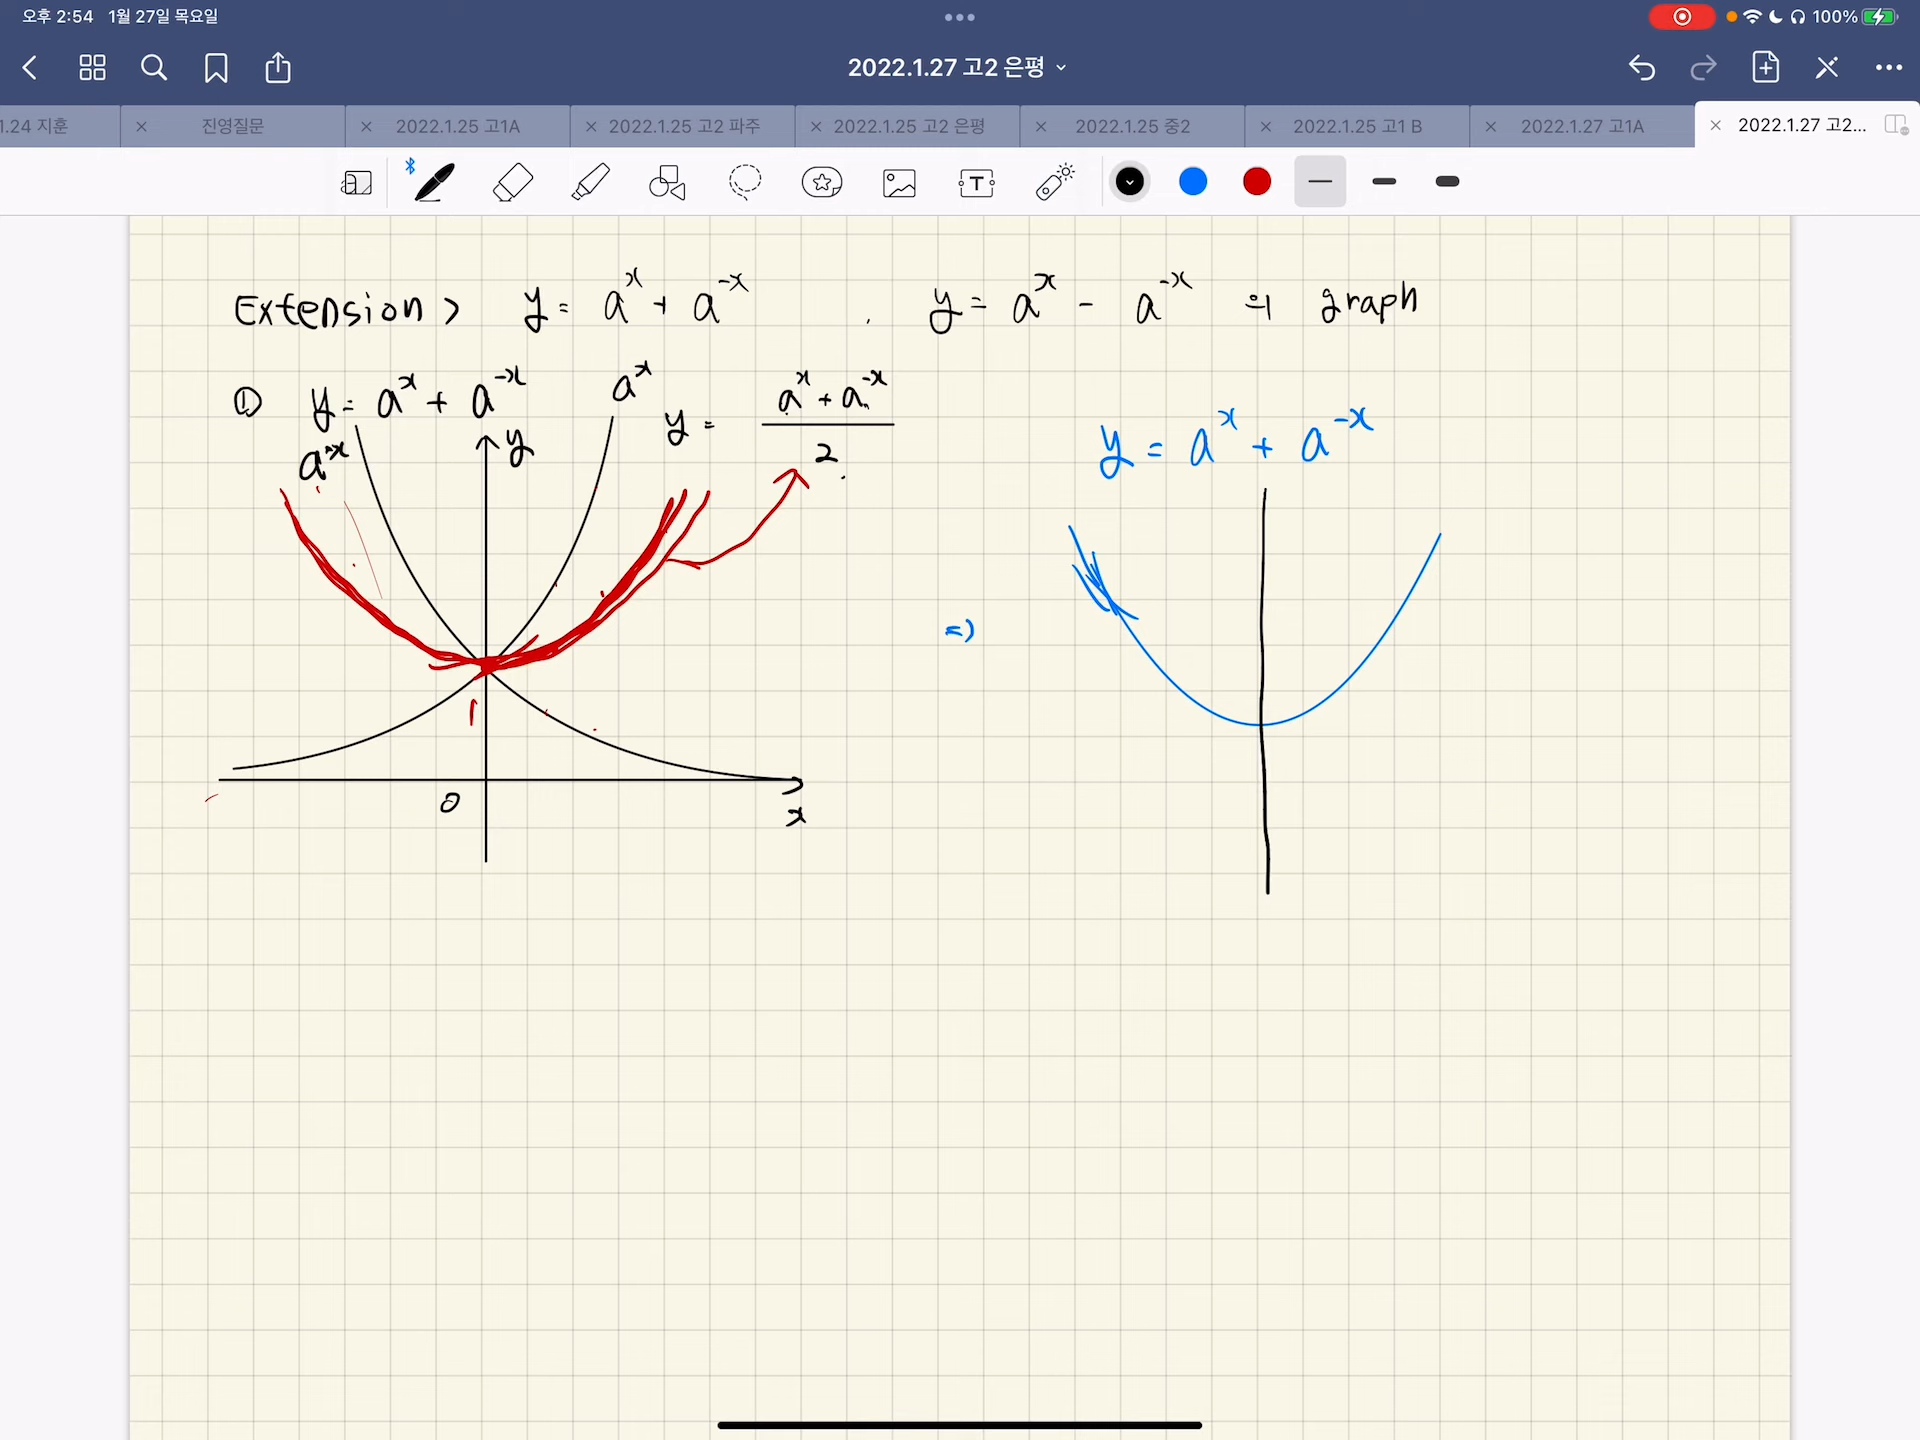 오후 2:54 1월 27일 목요일
100%
2022.1.27 고2 은평
1.24 지훈
진영질문
2022.1.25 고1A
2022.1.25 고2 파주
2022.1.25 고2 은평
2022.1.25 중2
2022.1.25 고1 B
2022.1.27 고1A
2022.1.27 고2...
T
Extension> y = a^x + a^-x , y = a^x - a^-x 의 graph
① y = a^x + a^-x
a^x
y = (a^x + a^-x)/2
a^-x
y
1
0
x
⇒
y = a^x + a^-x